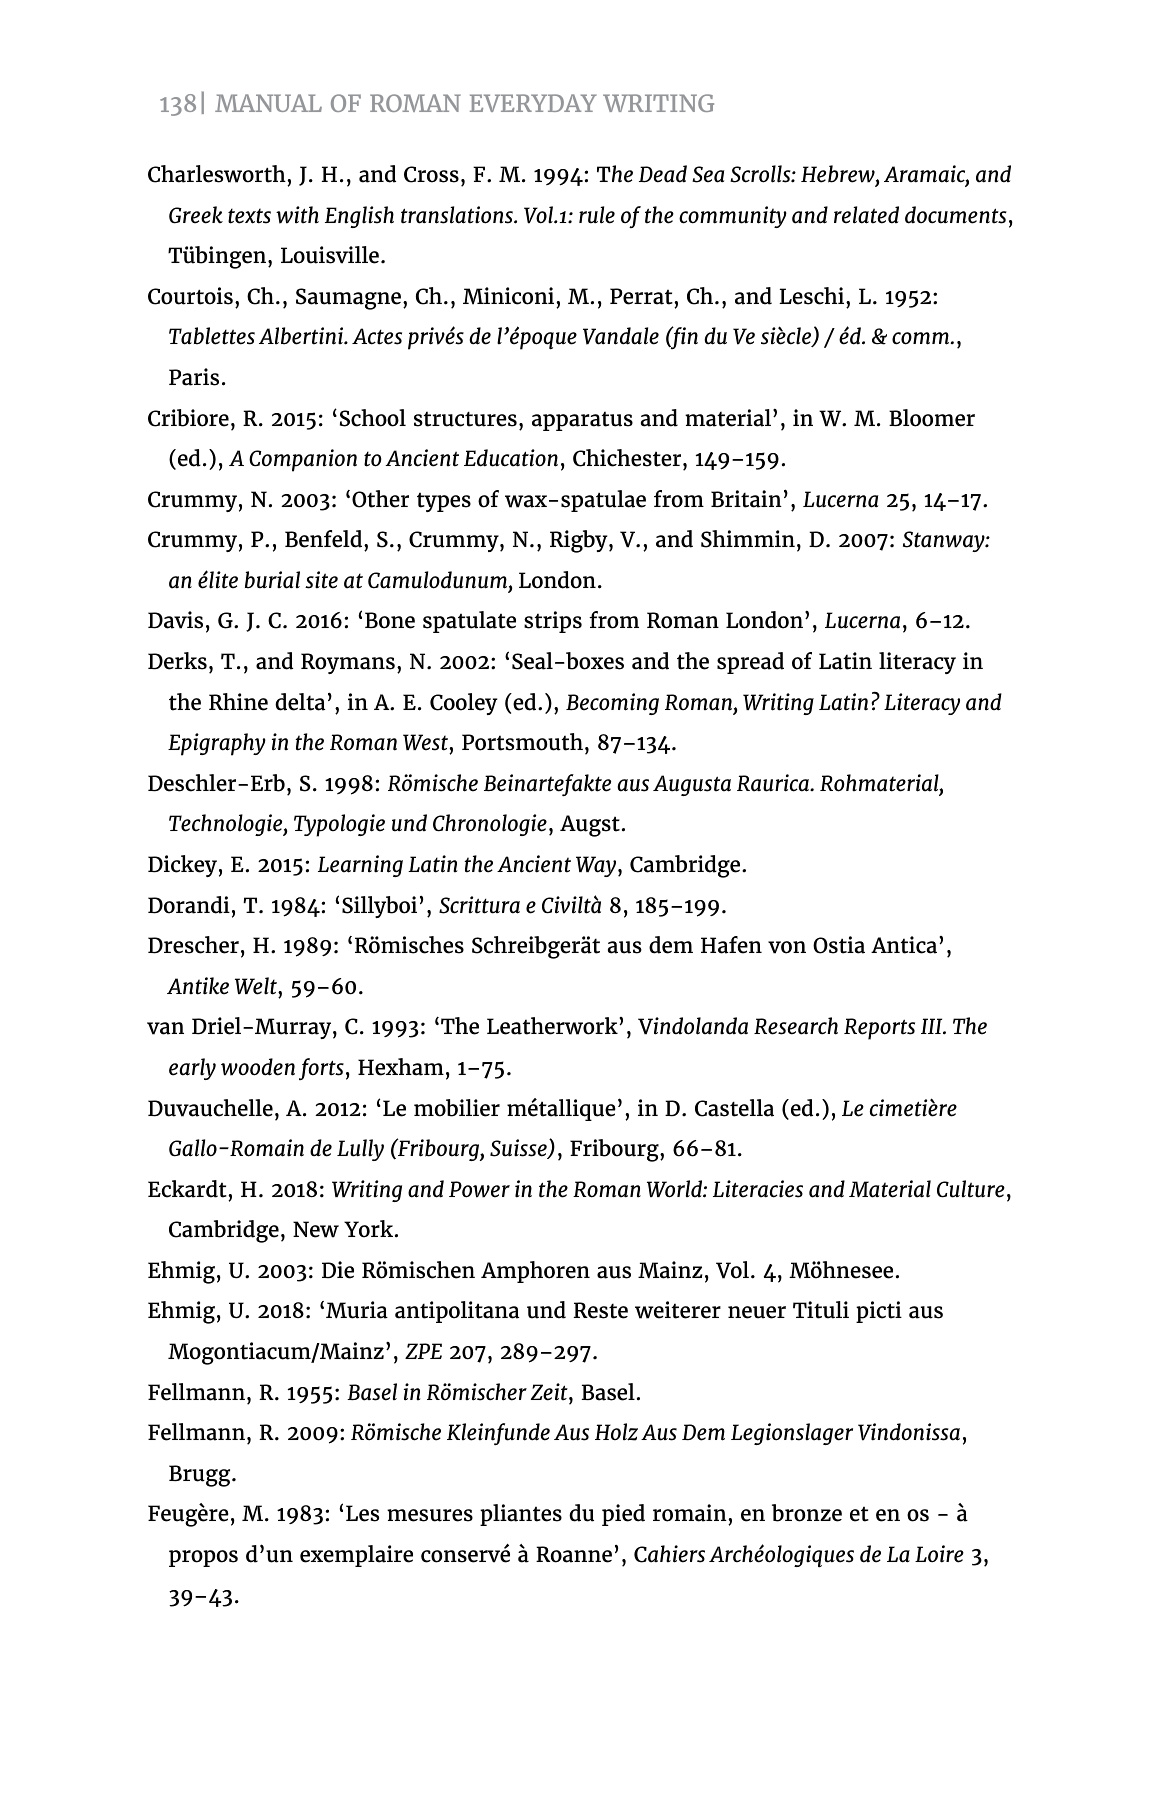 138| MANUAL OF ROMAN EVERYDAY WRITING
Charlesworth, J. H., and Cross, F. M. 1994: The Dead Sea Scrolls: Hebrew, Aramaic, and
Greek texts with English translations. Vol.1: rule of the community and related documents,
Tübingen, Louisville.
Courtois, Ch., Saumagne, Ch., Miniconi, M., Perrat, Ch., and Leschi, L. 1952:
Tablettes Albertini. Actes privés de l’époque Vandale (fin du Ve siècle) / éd. & comm.,
Paris.
Cribiore, R. 2015: ‘School structures, apparatus and material’, in W. M. Bloomer
(ed.), A Companion to Ancient Education, Chichester, 149–159.
Crummy, N. 2003: ‘Other types of wax-spatulae from Britain’, Lucerna 25, 14–17.
Crummy, P., Benfeld, S., Crummy, N., Rigby, V., and Shimmin, D. 2007: Stanway:
an élite burial site at Camulodunum, London.
Davis, G. J. C. 2016: ‘Bone spatulate strips from Roman London’, Lucerna, 6–12.
Derks, T., and Roymans, N. 2002: ‘Seal-boxes and the spread of Latin literacy in
the Rhine delta’, in A. E. Cooley (ed.), Becoming Roman, Writing Latin? Literacy and
Epigraphy in the Roman West, Portsmouth, 87–134.
Deschler-Erb, S. 1998: Römische Beinartefakte aus Augusta Raurica. Rohmaterial,
Technologie, Typologie und Chronologie, Augst.
Dickey, E. 2015: Learning Latin the Ancient Way, Cambridge.
Dorandi, T. 1984: ‘Sillyboi’, Scrittura e Civiltà 8, 185–199.
Drescher, H. 1989: ‘Römisches Schreibgerät aus dem Hafen von Ostia Antica’,
Antike Welt, 59–60.
van Driel-Murray, C. 1993: ‘The Leatherwork’, Vindolanda Research Reports III. The
early wooden forts, Hexham, 1–75.
Duvauchelle, A. 2012: ‘Le mobilier métallique’, in D. Castella (ed.), Le cimetière
Gallo-Romain de Lully (Fribourg, Suisse), Fribourg, 66–81.
Eckardt, H. 2018: Writing and Power in the Roman World: Literacies and Material Culture,
Cambridge, New York.
Ehmig, U. 2003: Die Römischen Amphoren aus Mainz, Vol. 4, Möhnesee.
Ehmig, U. 2018: ‘Muria antipolitana und Reste weiterer neuer Tituli picti aus
Mogontiacum/Mainz’, ZPE 207, 289–297.
Fellmann, R. 1955: Basel in Römischer Zeit, Basel.
Fellmann, R. 2009: Römische Kleinfunde Aus Holz Aus Dem Legionslager Vindonissa,
Brugg.
Feugère, M. 1983: ‘Les mesures pliantes du pied romain, en bronze et en os - à
propos d’un exemplaire conservé à Roanne’, Cahiers Archéologiques de La Loire 3,
39–43.